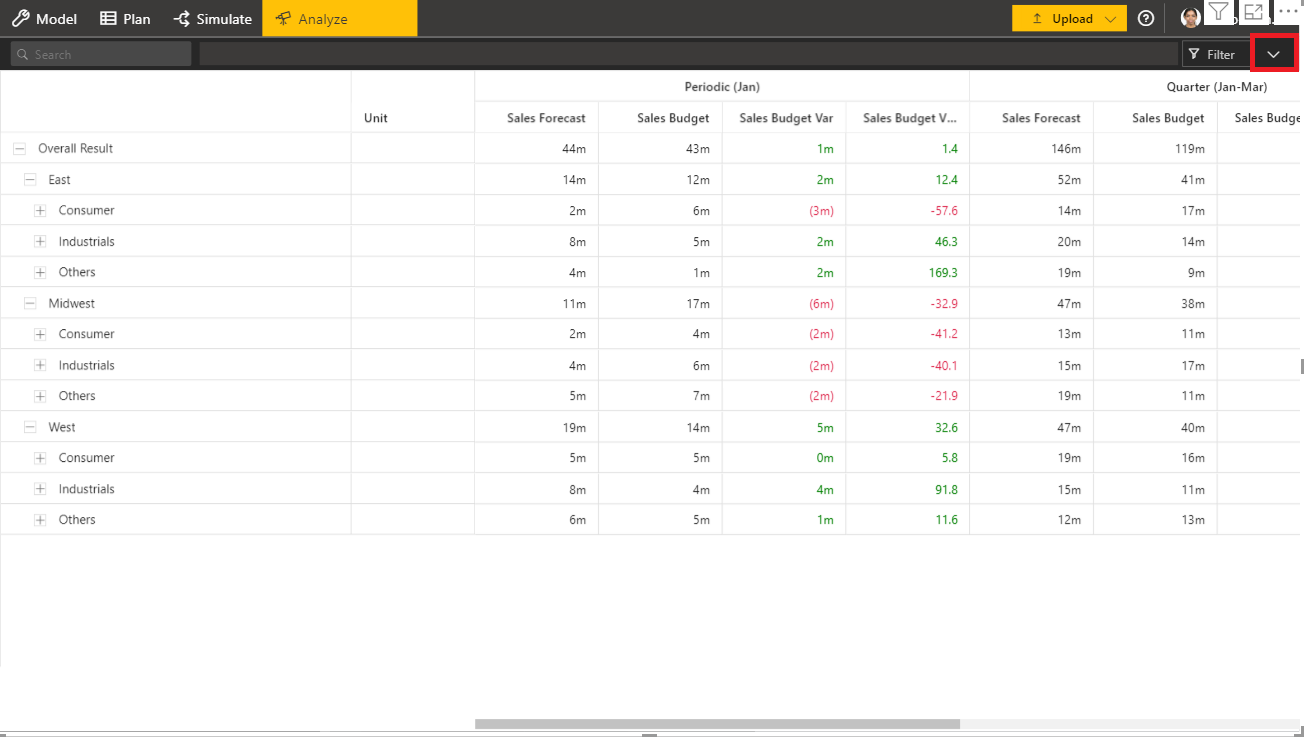 Model Plan Simulate Analyze Upload
Search Filter
Periodic (Jan) Quarter (Jan-Mar)
Unit Sales Forecast Sales Budget Sales Budget Var Sales Budget V... Sales Forecast Sales Budget Sales Budge
Overall Result 44m 43m 1m 1.4 146m 119m
East 14m 12m 2m 12.4 52m 41m
Consumer 2m 6m (3m) -57.6 14m 17m
Industrials 8m 5m 2m 46.3 20m 14m
Others 4m 1m 2m 169.3 19m 9m
Midwest 11m 17m (6m) -32.9 47m 38m
Consumer 2m 4m (2m) -41.2 13m 11m
Industrials 4m 6m (2m) -40.1 15m 17m
Others 5m 7m (2m) -21.9 19m 11m
West 19m 14m 5m 32.6 47m 40m
Consumer 5m 5m 0m 5.8 19m 16m
Industrials 8m 4m 4m 91.8 15m 11m
Others 6m 5m 1m 11.6 12m 13m